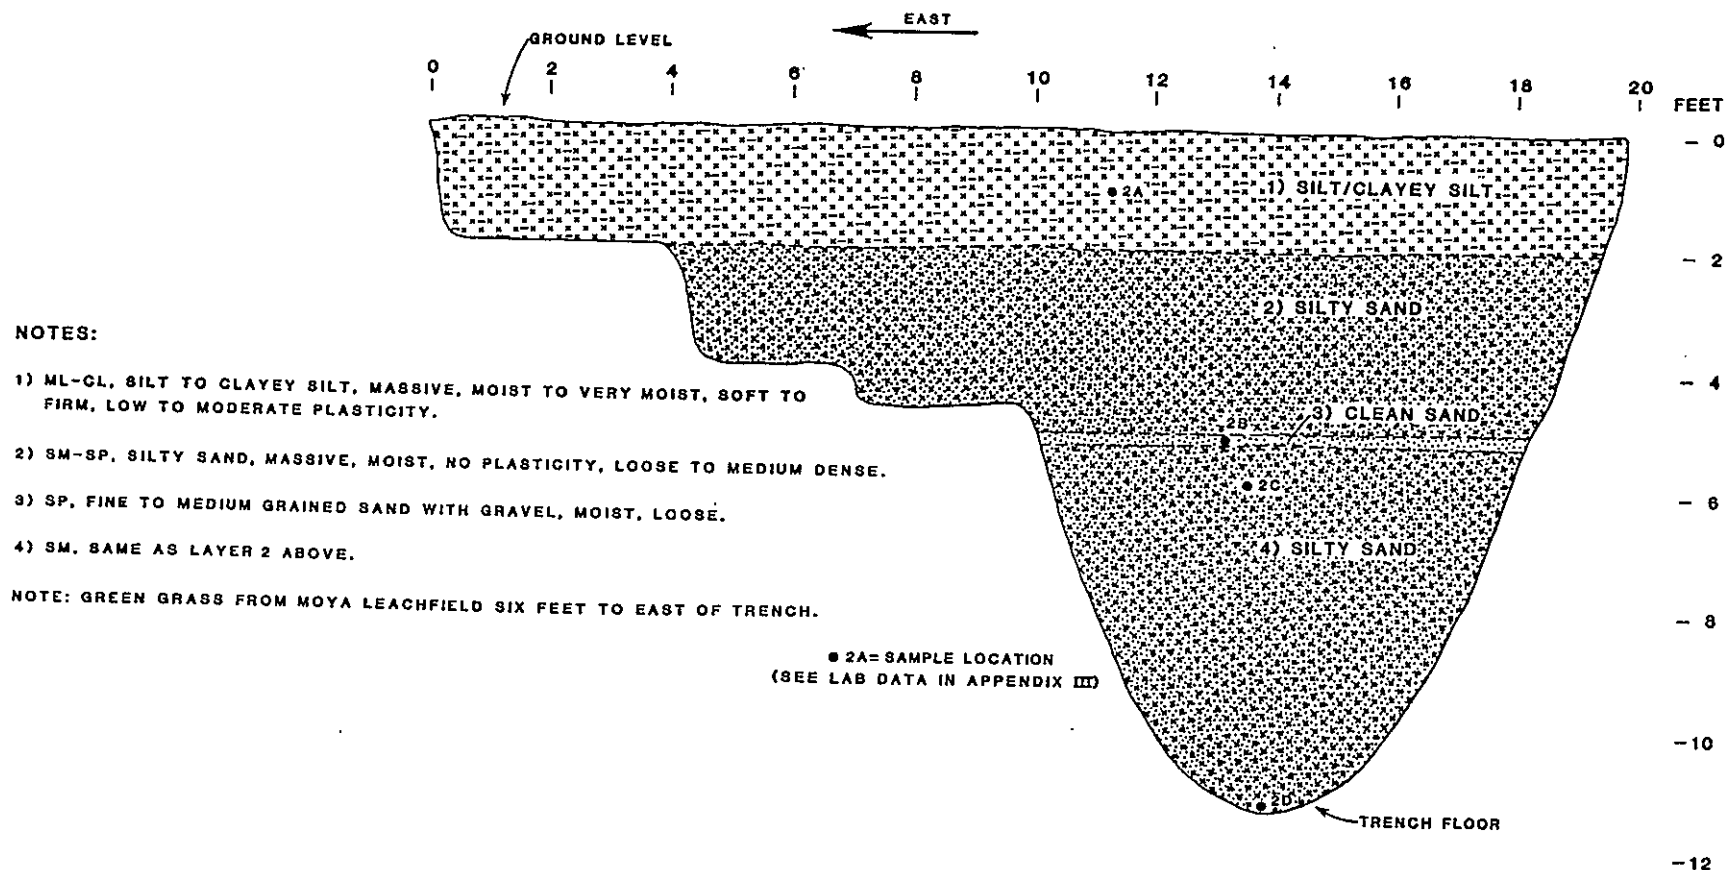 EAST
GROUND LEVEL
0 2 4 6 8 10 12 14 16 18 20
FEET
- 0
2A
1) SILT/CLAYEY SILT
- 2
2) SILTY SAND
NOTES:
1) ML-CL, SILT TO CLAYEY SILT, MASSIVE, MOIST TO VERY MOIST, SOFT TO
FIRM, LOW TO MODERATE PLASTICITY.
- 4
3) CLEAN SAND
2B
2) SM-SP, SILTY SAND, MASSIVE, MOIST, NO PLASTICITY, LOOSE TO MEDIUM DENSE.
2C
- 6
3) SP, FINE TO MEDIUM GRAINED SAND WITH GRAVEL, MOIST, LOOSE.
4) SILTY SAND
4) SM, SAME AS LAYER 2 ABOVE.
NOTE: GREEN GRASS FROM MOYA LEACHFIELD SIX FEET TO EAST OF TRENCH.
- 8
● 2A= SAMPLE LOCATION
(SEE LAB DATA IN APPENDIX III)
-10
2D
TRENCH FLOOR
-12